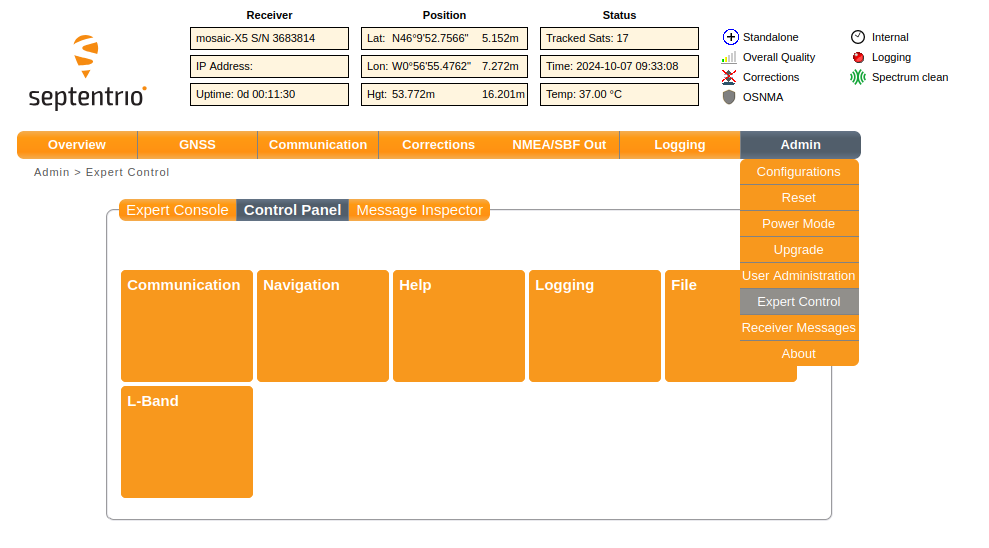 Receiver
Position
Status
septentrio
mosaic-X5 S/N 3683814
IP Address:
Uptime: 0d 00:11:30
Lat: N46°9'52.7566" 5.152m
Lon: W0°56'55.4762" 7.272m
Hgt: 53.772m 16.201m
Tracked Sats: 17
Time: 2024-10-07 09:33:08
Temp: 37.00 °C
Standalone
Overall Quality
Corrections
OSNMA
Internal
Logging
Spectrum clean
Overview GNSS Communication Corrections NMEA/SBF Out Logging Admin
Admin > Expert Control
Configurations
Reset
Power Mode
Upgrade
User Administration
Expert Control
Receiver Messages
About
Expert Console Control Panel Message Inspector
Communication Navigation Help Logging File
L-Band